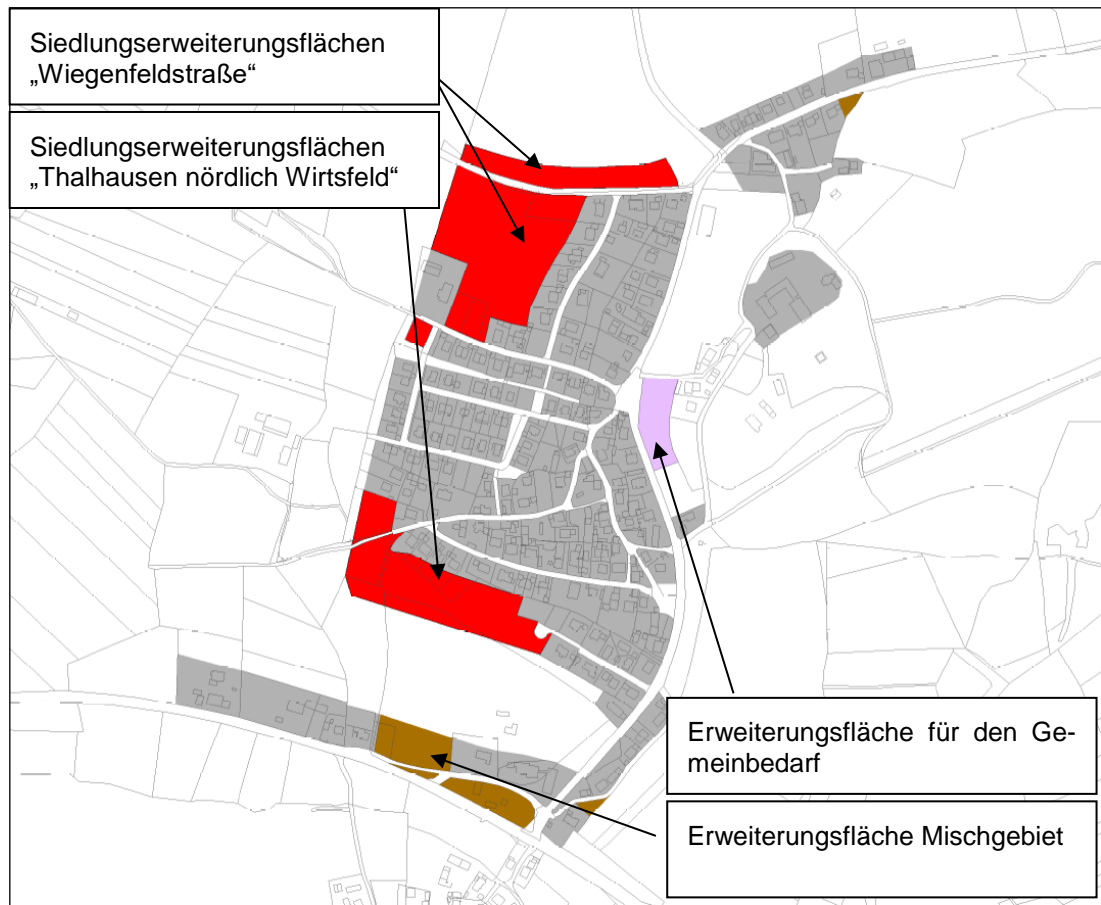 Siedlungserweiterungsflächen
„Wiegenfeldstraße“
Siedlungserweiterungsflächen
„Thalhausen nördlich Wirtsfeld“
Erweiterungsfläche für den Ge-
meinbedarf
Erweiterungsfläche Mischgebiet